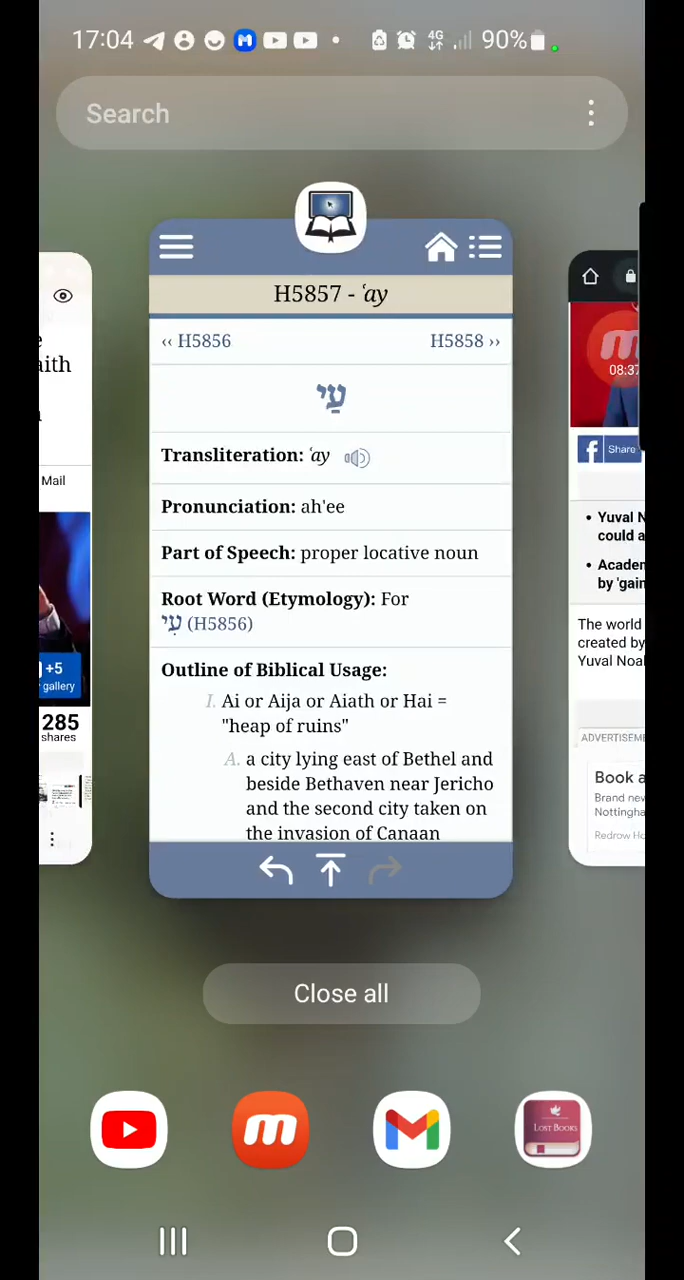 17:04 4G 90%
Search
H5857 - ʿay
‹‹ H5856 H5858 ››
עַי
Transliteration: ʿay
Pronunciation: ah'ee
Part of Speech: proper locative noun
Root Word (Etymology): For
עִי (H5856)
Outline of Biblical Usage:
I. Ai or Aija or Aiath or Hai =
"heap of ruins"
A. a city lying east of Bethel and
beside Bethaven near Jericho
and the second city taken on
the invasion of Canaan
aith
Mail
+5
gallery
285
shares
08:37
Share
• Yuval N
could a
• Academ
by 'gain
The world
created by
Yuval Noa
ADVERTISEME
Book a
Brand nev
Nottingha
Redrow Ho
Close all
LOST BOOKS